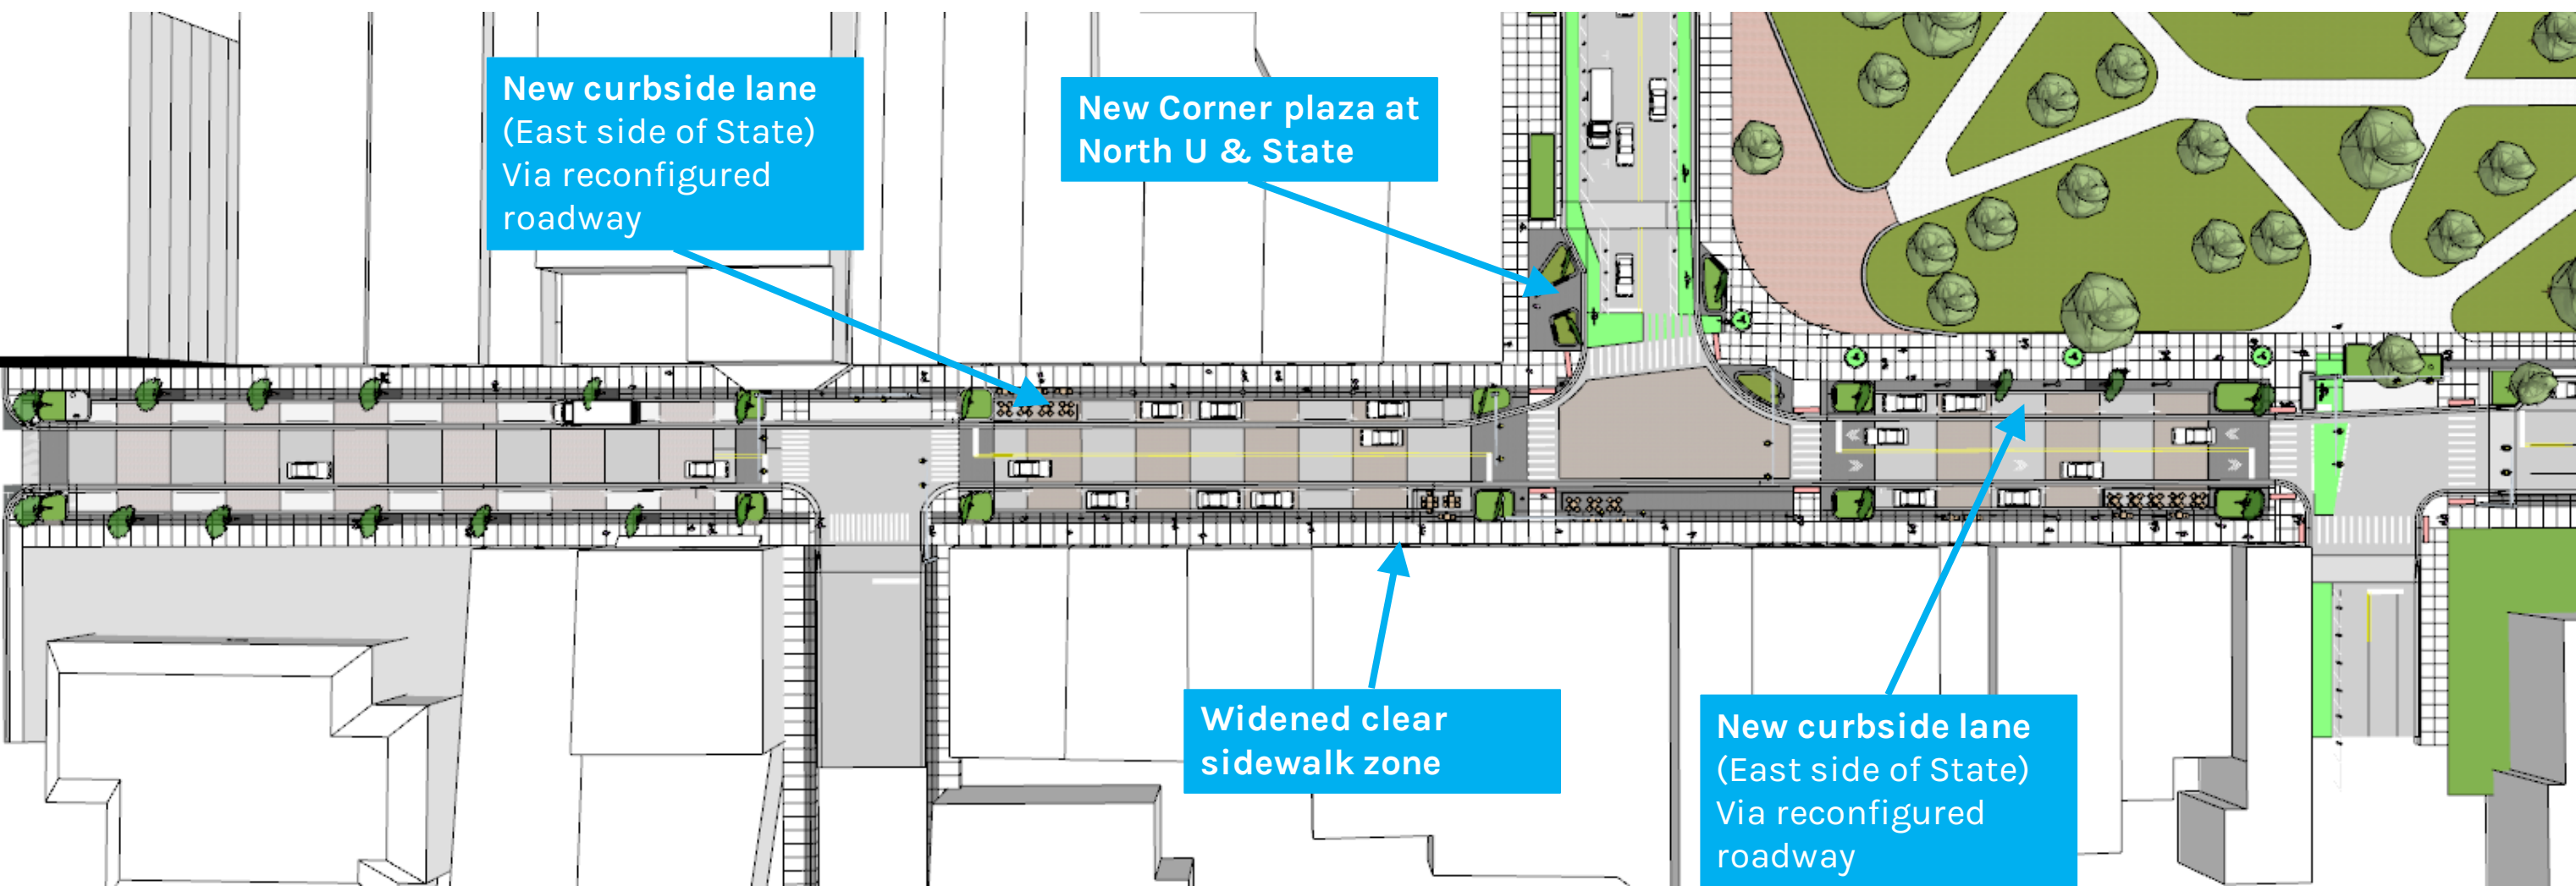 New curbside lane
(East side of State)
Via reconfigured
roadway
New Corner plaza at
North U & State
Widened clear
sidewalk zone
New curbside lane
(East side of State)
Via reconfigured
roadway